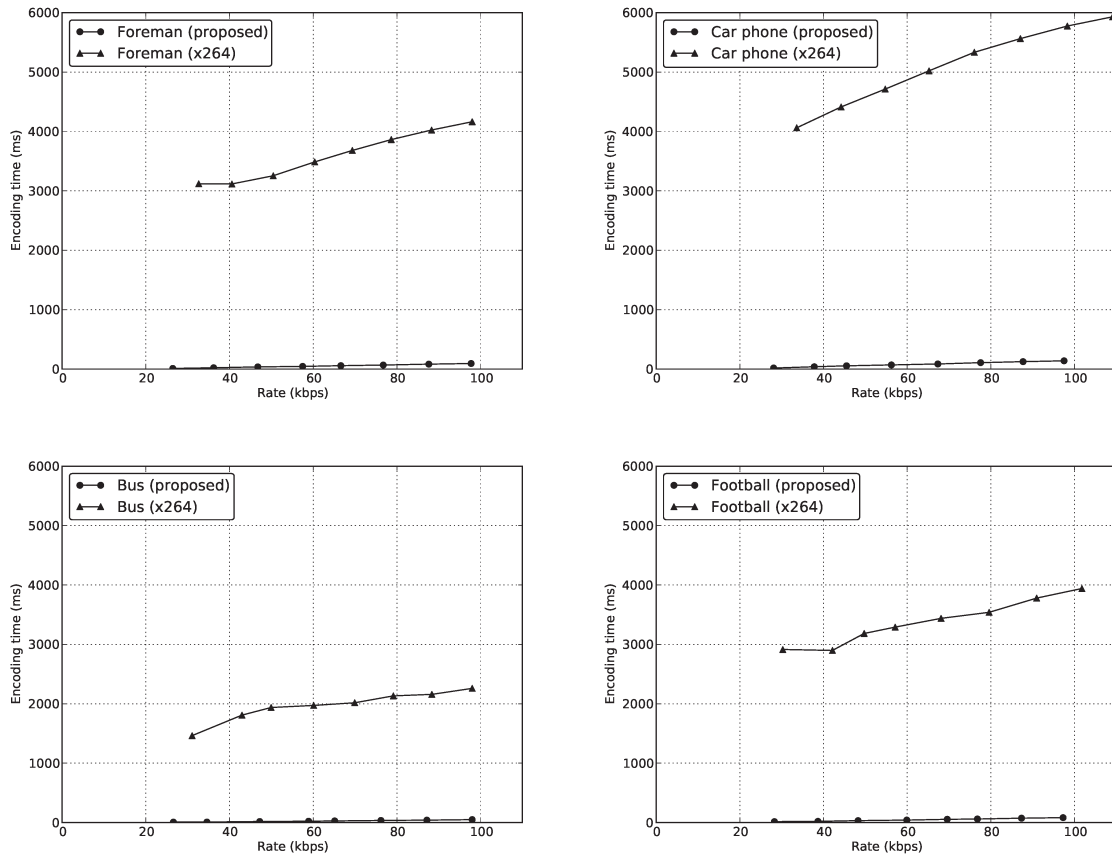 Foreman (proposed)
Foreman (x264)
6000
5000
4000
3000
2000
1000
0
Encoding time (ms)
0 20 40 60 80 100
Rate (kbps)
Car phone (proposed)
Car phone (x264)
6000
5000
4000
3000
2000
1000
0
Encoding time (ms)
0 20 40 60 80 100
Rate (kbps)
Bus (proposed)
Bus (x264)
6000
5000
4000
3000
2000
1000
0
Encoding time (ms)
0 20 40 60 80 100
Rate (kbps)
Football (proposed)
Football (x264)
6000
5000
4000
3000
2000
1000
0
Encoding time (ms)
0 20 40 60 80 100
Rate (kbps)